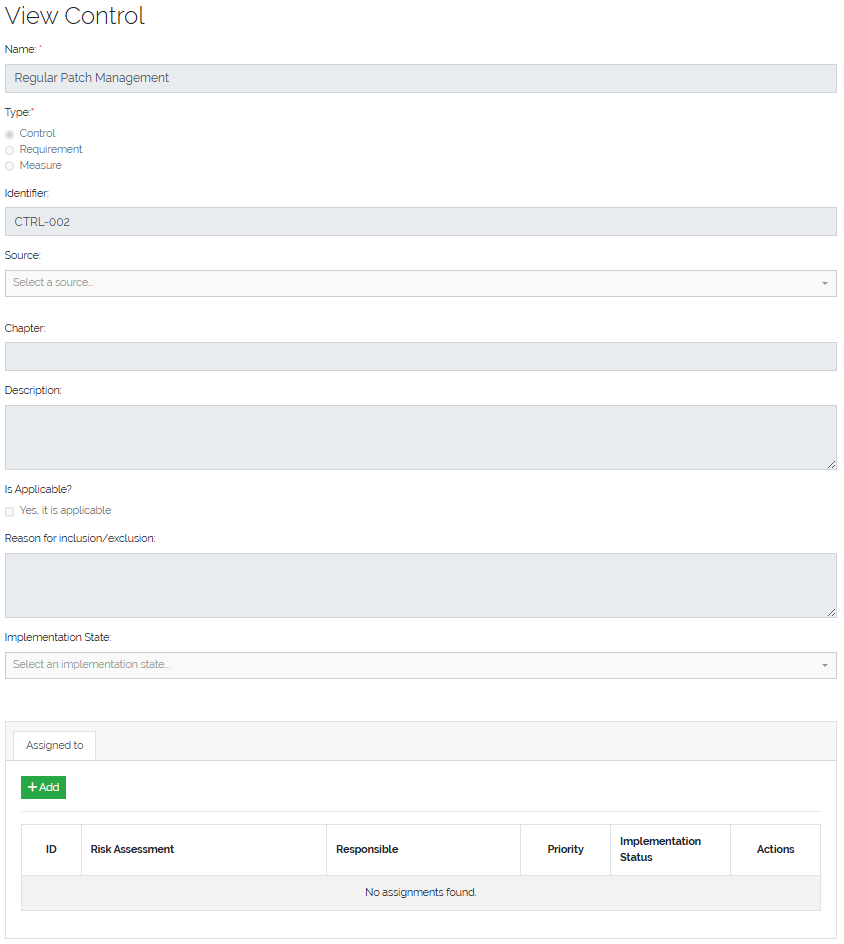 View Control
Name: *
Regular Patch Management
Type:*
Control
Requirement
Measure
Identifier:
CTRL-002
Source:
Select a source...
Chapter:
Description:
Is Applicable?
Yes, it is applicable
Reason for inclusion/exclusion:
Implementation State:
Select an implementation state...
Assigned to
+ Add
ID Risk Assessment Responsible Priority Implementation Status Actions
No assignments found.